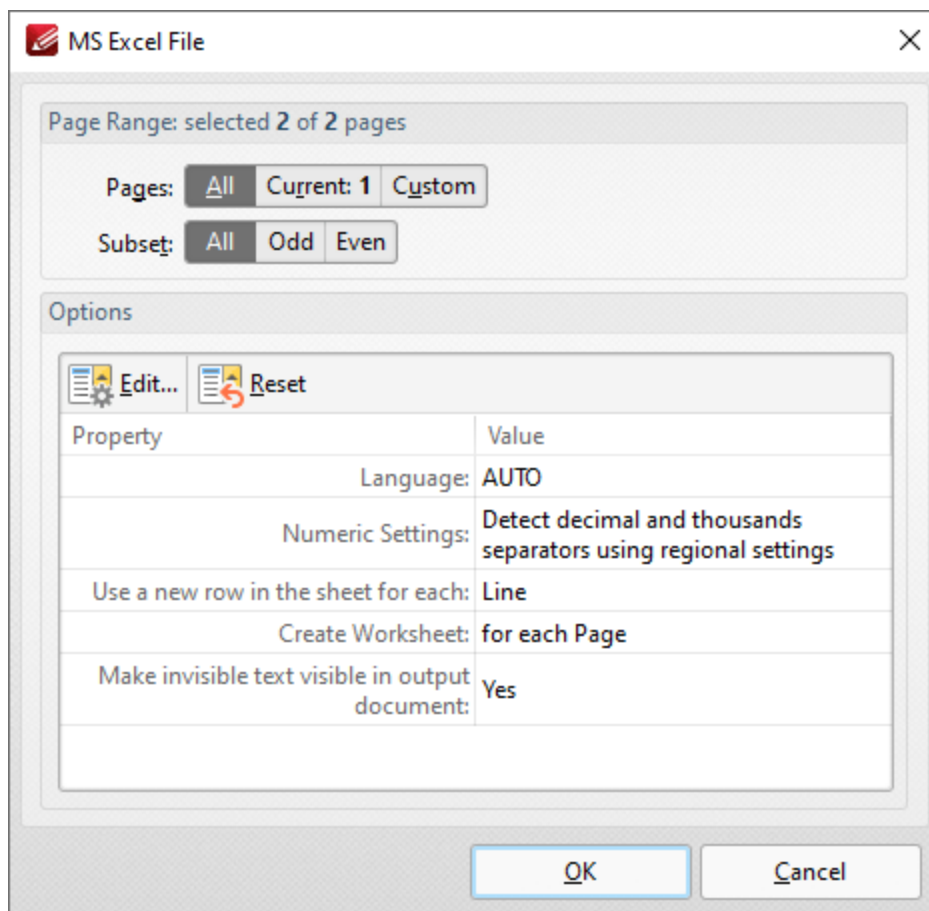 MS Excel File
Page Range: selected 2 of 2 pages
Pages: All Current: 1 Custom
Subset: All Odd Even
Options
Edit... Reset
Property Value
Language: AUTO
Numeric Settings: Detect decimal and thousands
separators using regional settings
Use a new row in the sheet for each: Line
Create Worksheet: for each Page
Make invisible text visible in output
document: Yes
OK Cancel